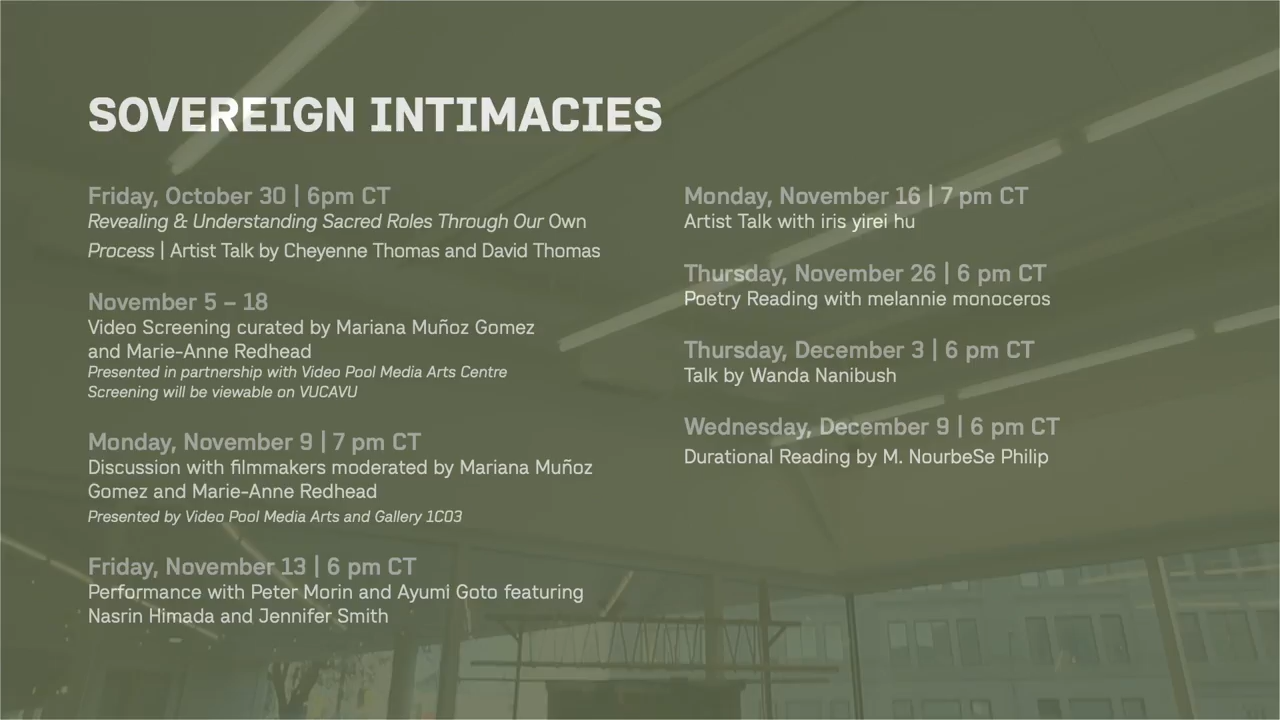 SOVEREIGN INTIMACIES
Friday, October 30 | 6pm CT
Revealing & Understanding Sacred Roles Through Our Own
Process | Artist Talk by Cheyenne Thomas and David Thomas
November 5 – 18
Video Screening curated by Mariana Muñoz Gomez
and Marie-Anne Redhead
Presented in partnership with Video Pool Media Arts Centre
Screening will be viewable on VUCAVU
Monday, November 9 | 7 pm CT
Discussion with filmmakers moderated by Mariana Muñoz
Gomez and Marie-Anne Redhead
Presented by Video Pool Media Arts and Gallery 1C03
Friday, November 13 | 6 pm CT
Performance with Peter Morin and Ayumi Goto featuring
Nasrin Himada and Jennifer Smith
Monday, November 16 | 7 pm CT
Artist Talk with iris yirei hu
Thursday, November 26 | 6 pm CT
Poetry Reading with melannie monoceros
Thursday, December 3 | 6 pm CT
Talk by Wanda Nanibush
Wednesday, December 9 | 6 pm CT
Durational Reading by M. NourbeSe Philip